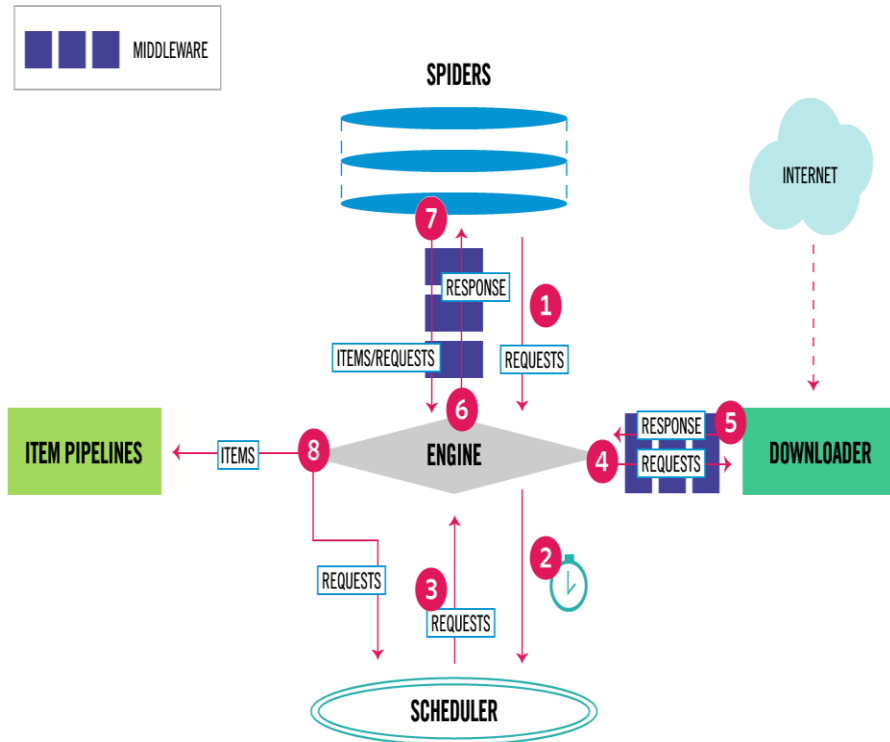 MIDDLEWARE
SPIDERS
INTERNET
7
RESPONSE
1
ITEMS/REQUESTS
REQUESTS
6
5
RESPONSE
ITEM PIPELINES
ITEMS
8
ENGINE
4
REQUESTS
DOWNLOADER
2
REQUESTS
3
REQUESTS
SCHEDULER